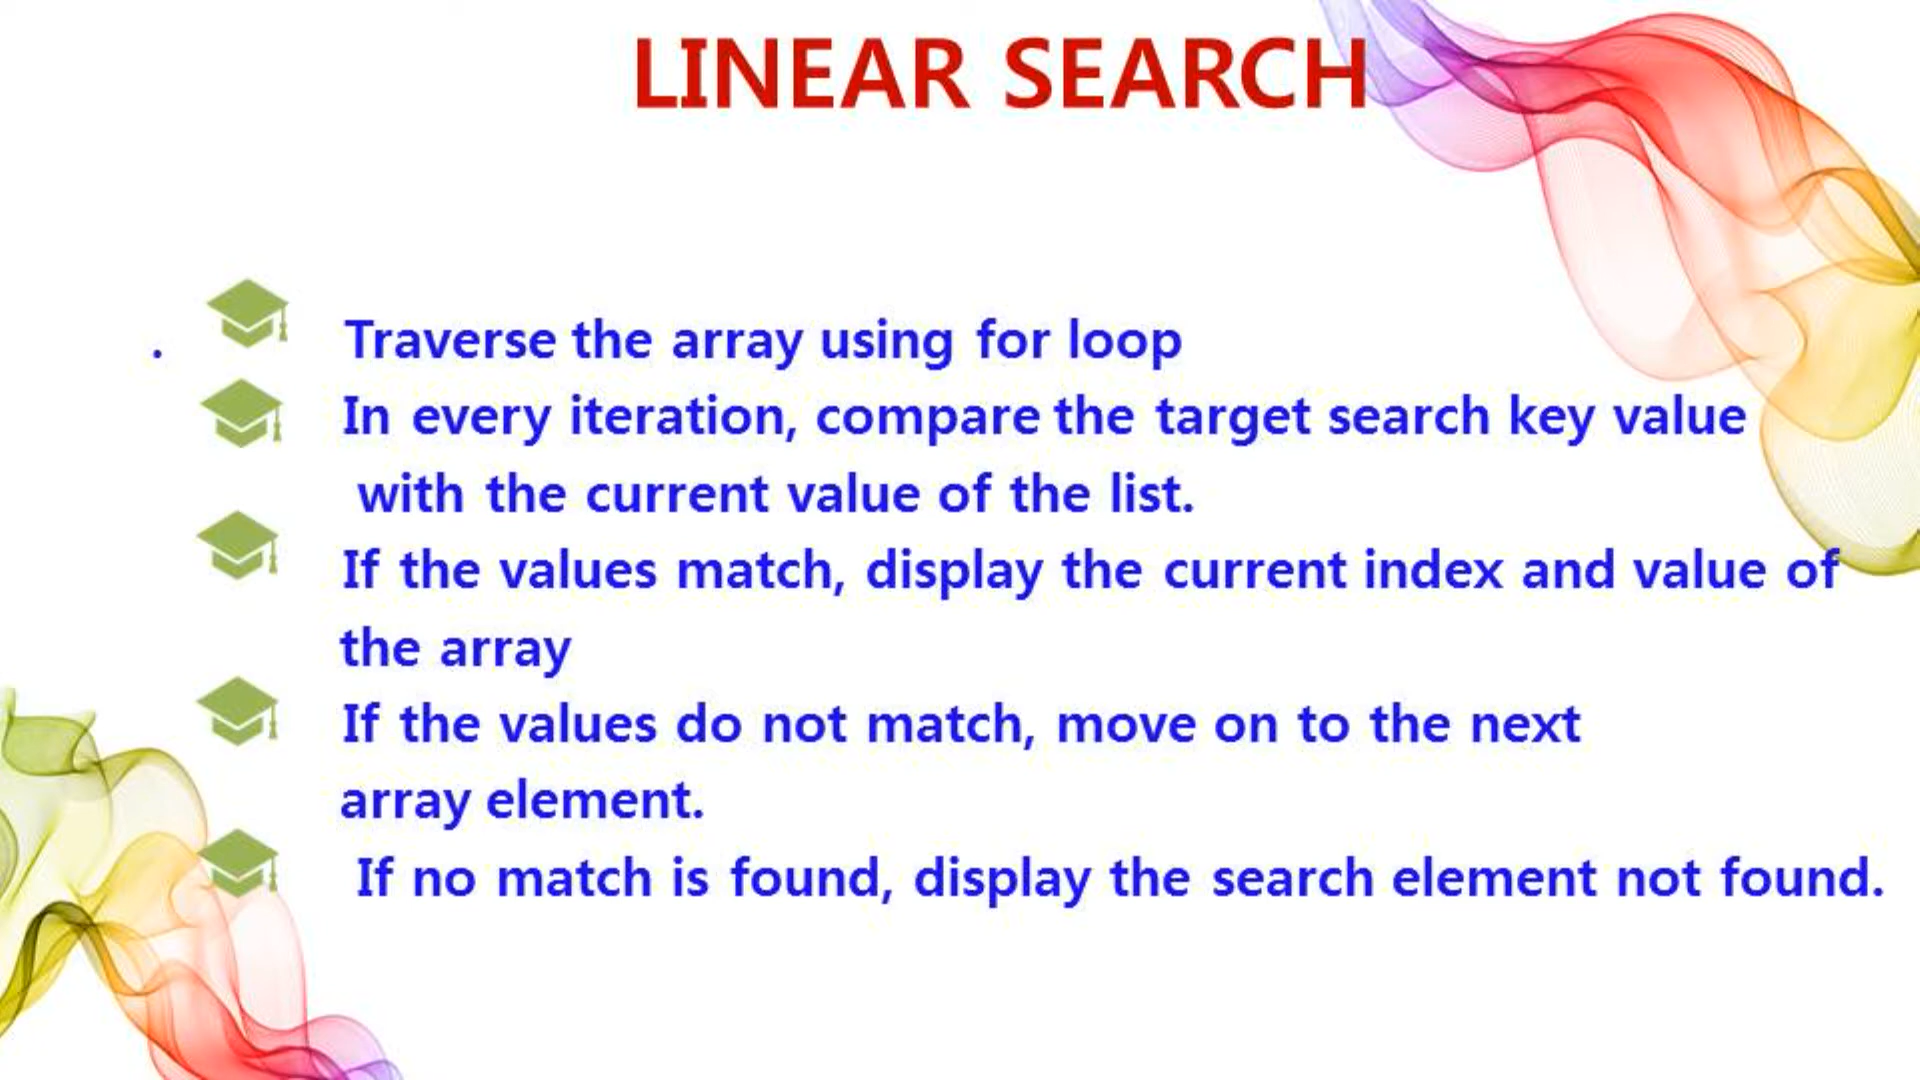 LINEAR SEARCH
. Traverse the array using for loop
In every iteration, compare the target search key value
with the current value of the list.
If the values match, display the current index and value of
the array
If the values do not match, move on to the next
array element.
If no match is found, display the search element not found.